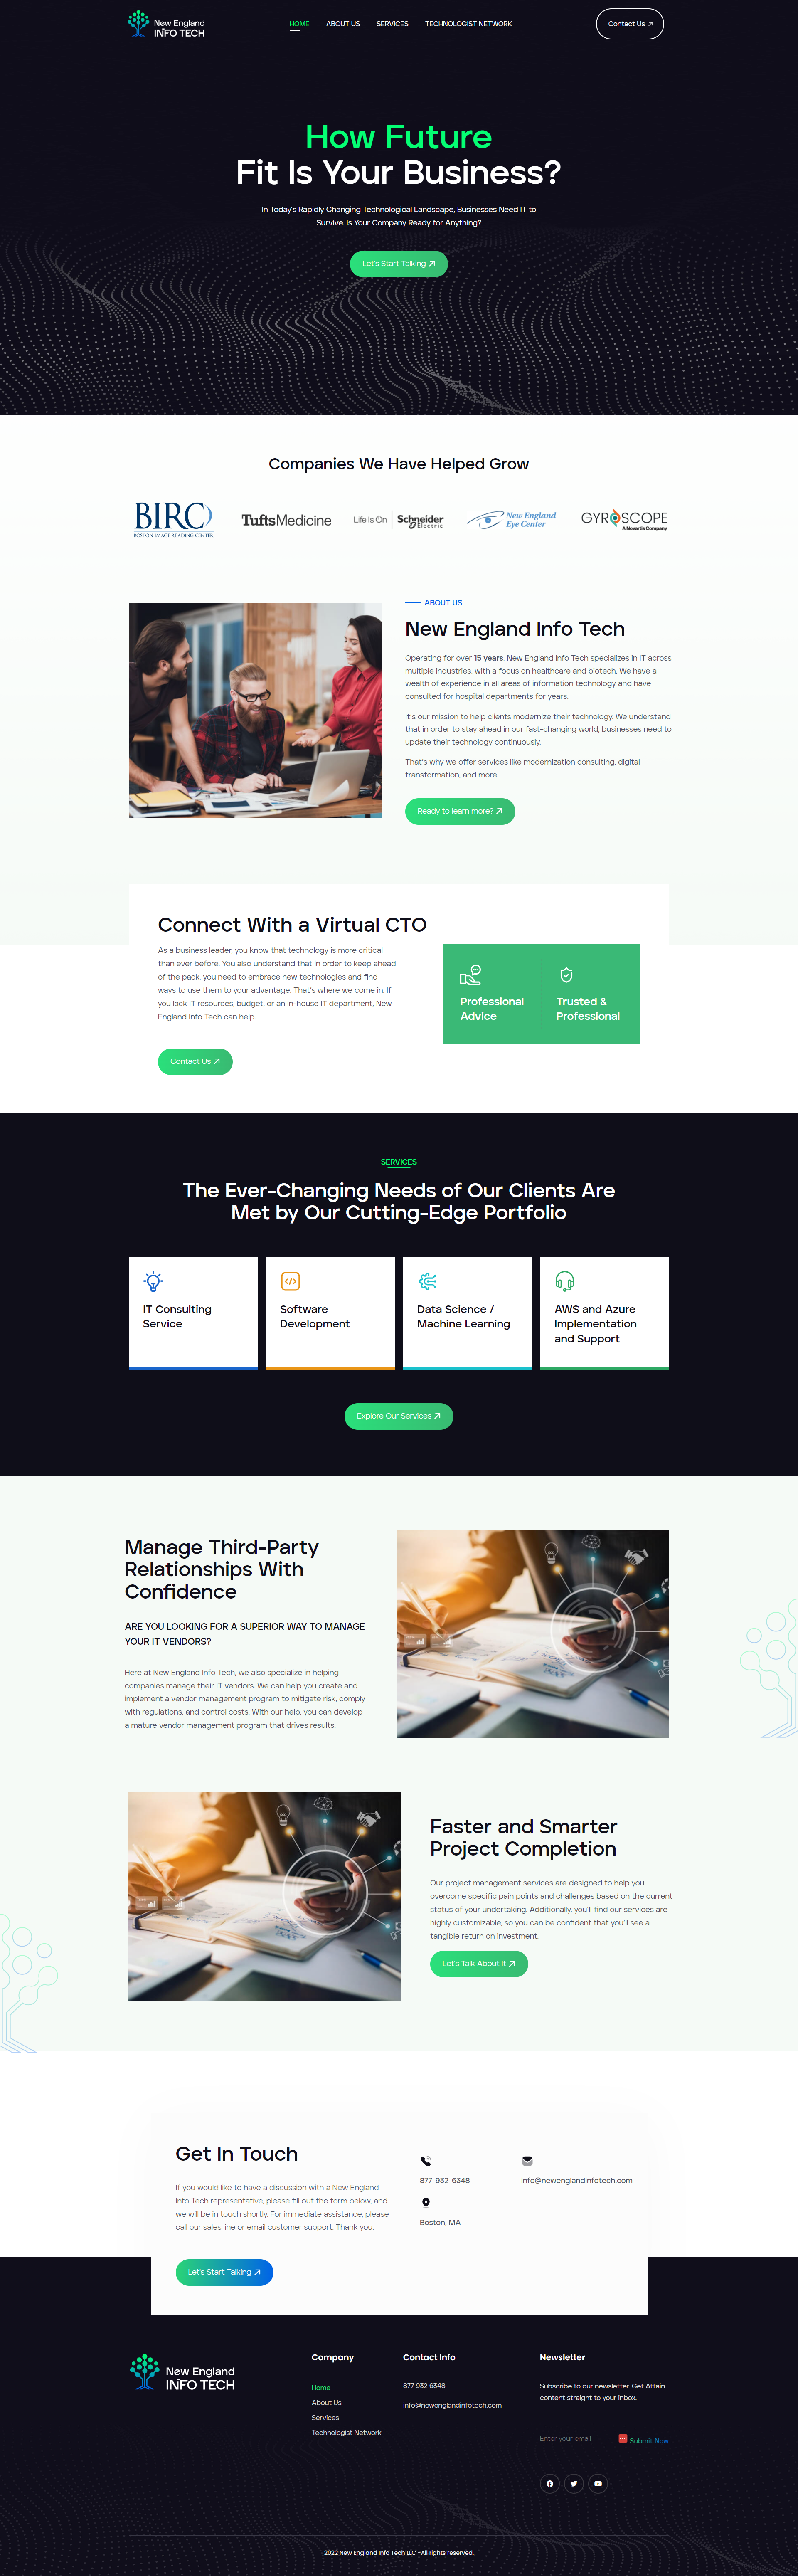 New England
INFO TECH
HOME
ABOUT US
SERVICES
TECHNOLOGIST NETWORK
Contact Us
How Future
Fit Is Your Business?
In Today's Rapidly Changing Technological Landscape, Businesses Need IT to
Survive. Is Your Company Ready for Anything?
Let's Start Talking
Companies We Have Helped Grow
BIRC
BOSTON IMAGE READING CENTER
TuftsMedicine
Life Is On
Schneider
Electric
New England
Eye Center
GYROSCOPE
A Novartis Company
ABOUT US
New England Info Tech
Operating for over 15 years, New England Info Tech specializes in IT across
multiple industries, with a focus on healthcare and biotech. We have a
wealth of experience in all areas of information technology and have
consulted for hospital departments for years.
It's our mission to help clients modernize their technology. We understand
that in order to stay ahead in our fast-changing world, businesses need to
update their technology continuously.
That's why we offer services like modernization consulting, digital
transformation, and more.
Ready to learn more?
Connect With a Virtual CTO
As a business leader, you know that technology is more critical
than ever before. You also understand that in order to keep ahead
of the pack, you need to embrace new technologies and find
ways to use them to your advantage. That's where we come in. If
you lack IT resources, budget, or an in-house IT department, New
England Info Tech can help.
Contact Us
Professional
Advice
Trusted &
Professional
SERVICES
The Ever-Changing Needs of Our Clients Are
Met by Our Cutting-Edge Portfolio
IT Consulting
Service
Software
Development
Data Science /
Machine Learning
AWS and Azure
Implementation
and Support
Explore Our Services
Manage Third-Party
Relationships With
Confidence
ARE YOU LOOKING FOR A SUPERIOR WAY TO MANAGE
YOUR IT VENDORS?
Here at New England Info Tech, we also specialize in helping
companies manage their IT vendors. We can help you create and
implement a vendor management program to mitigate risk, comply
with regulations, and control costs. With our help, you can develop
a mature vendor management program that drives results.
Faster and Smarter
Project Completion
Our project management services are designed to help you
overcome specific pain points and challenges based on the current
status of your undertaking. Additionally, you'll find our services are
highly customizable, so you can be confident that you'll see a
tangible return on investment.
Let's Talk About It
Get In Touch
If you would like to have a discussion with a New England
Info Tech representative, please fill out the form below, and
we will be in touch shortly. For immediate assistance, please
call our sales line or email customer support. Thank you.
Let's Start Talking
877-932-6348
info@newenglandinfotech.com
Boston, MA
New England
INFO TECH
Company
Home
About Us
Services
Technologist Network
Contact Info
877 932 6348
info@newenglandinfotech.com
Newsletter
Subscribe to our newsletter. Get Attain
content straight to your inbox.
Enter your email
Submit Now
2022 New England Info Tech LLC -All rights reserved.